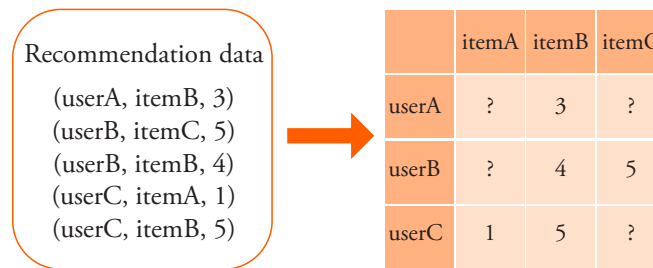 Recommendation data
(userA, itemB, 3)
(userB, itemC, 5)
(userB, itemB, 4)
(userC, itemA, 1)
(userC, itemB, 5)
itemA itemB itemC
userA ? 3 ?
userB ? 4 5
userC 1 5 ?